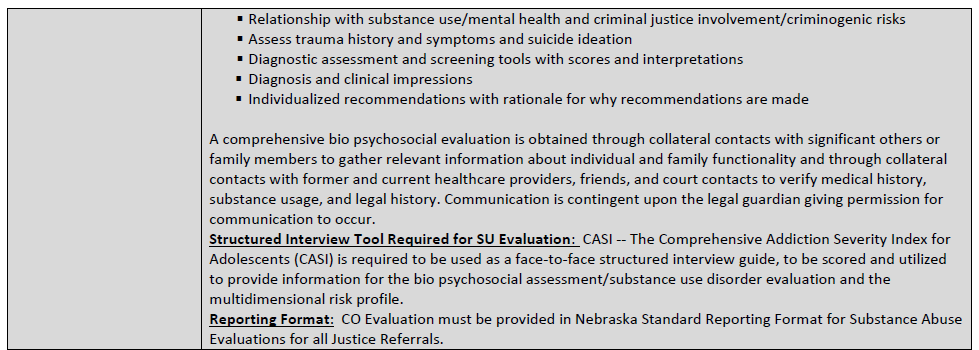 ▪ Relationship with substance use/mental health and criminal justice involvement/criminogenic risks
▪ Assess trauma history and symptoms and suicide ideation
▪ Diagnostic assessment and screening tools with scores and interpretations
▪ Diagnosis and clinical impressions
▪ Individualized recommendations with rationale for why recommendations are made
A comprehensive bio psychosocial evaluation is obtained through collateral contacts with significant others or
family members to gather relevant information about individual and family functionality and through collateral
contacts with former and current healthcare providers, friends, and court contacts to verify medical history,
substance usage, and legal history. Communication is contingent upon the legal guardian giving permission for
communication to occur.
Structured Interview Tool Required for SU Evaluation: CASI -- The Comprehensive Addiction Severity Index for
Adolescents (CASI) is required to be used as a face-to-face structured interview guide, to be scored and utilized
to provide information for the bio psychosocial assessment/substance use disorder evaluation and the
multidimensional risk profile.
Reporting Format: CO Evaluation must be provided in Nebraska Standard Reporting Format for Substance Abuse
Evaluations for all Justice Referrals.